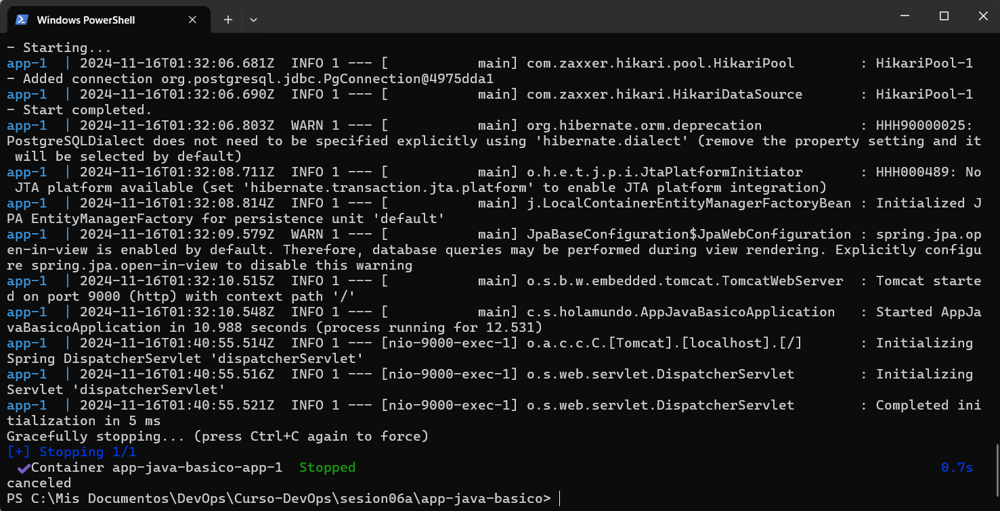 Windows PowerShell
- Starting...
app-1  | 2024-11-16T01:32:06.681Z  INFO 1 --- [           main] com.zaxxer.hikari.pool.HikariPool        : HikariPool-1
- Added connection org.postgresql.jdbc.PgConnection@4975dda1
app-1  | 2024-11-16T01:32:06.690Z  INFO 1 --- [           main] com.zaxxer.hikari.HikariDataSource       : HikariPool-1
- Start completed.
app-1  | 2024-11-16T01:32:06.803Z  WARN 1 --- [           main] org.hibernate.orm.deprecation            : HHH90000025:
PostgreSQLDialect does not need to be specified explicitly using 'hibernate.dialect' (remove the property setting and it
 will be selected by default)
app-1  | 2024-11-16T01:32:08.711Z  INFO 1 --- [           main] o.h.e.t.j.p.i.JtaPlatformInitiator       : HHH000489: No
 JTA platform available (set 'hibernate.transaction.jta.platform' to enable JTA platform integration)
app-1  | 2024-11-16T01:32:08.814Z  INFO 1 --- [           main] j.LocalContainerEntityManagerFactoryBean : Initialized J
PA EntityManagerFactory for persistence unit 'default'
app-1  | 2024-11-16T01:32:09.579Z  WARN 1 --- [           main] JpaBaseConfiguration$JpaWebConfiguration : spring.jpa.op
en-in-view is enabled by default. Therefore, database queries may be performed during view rendering. Explicitly configu
re spring.jpa.open-in-view to disable this warning
app-1  | 2024-11-16T01:32:10.515Z  INFO 1 --- [           main] o.s.b.w.embedded.tomcat.TomcatWebServer  : Tomcat starte
d on port 9000 (http) with context path '/'
app-1  | 2024-11-16T01:32:10.548Z  INFO 1 --- [           main] c.s.holamundo.AppJavaBasicoApplication   : Started AppJa
vaBasicoApplication in 10.988 seconds (process running for 12.531)
app-1  | 2024-11-16T01:40:55.514Z  INFO 1 --- [nio-9000-exec-1] o.a.c.c.C.[Tomcat].[localhost].[/]       : Initializing
Spring DispatcherServlet 'dispatcherServlet'
app-1  | 2024-11-16T01:40:55.516Z  INFO 1 --- [nio-9000-exec-1] o.s.web.servlet.DispatcherServlet        : Initializing
Servlet 'dispatcherServlet'
app-1  | 2024-11-16T01:40:55.521Z  INFO 1 --- [nio-9000-exec-1] o.s.web.servlet.DispatcherServlet        : Completed ini
tialization in 5 ms
Gracefully stopping... (press Ctrl+C again to force)
[+] Stopping 1/1
 ✔Container app-java-basico-app-1  Stopped 0.7s
canceled
PS C:\Mis Documentos\DevOps\Curso-DevOps\sesion06a\app-java-basico>